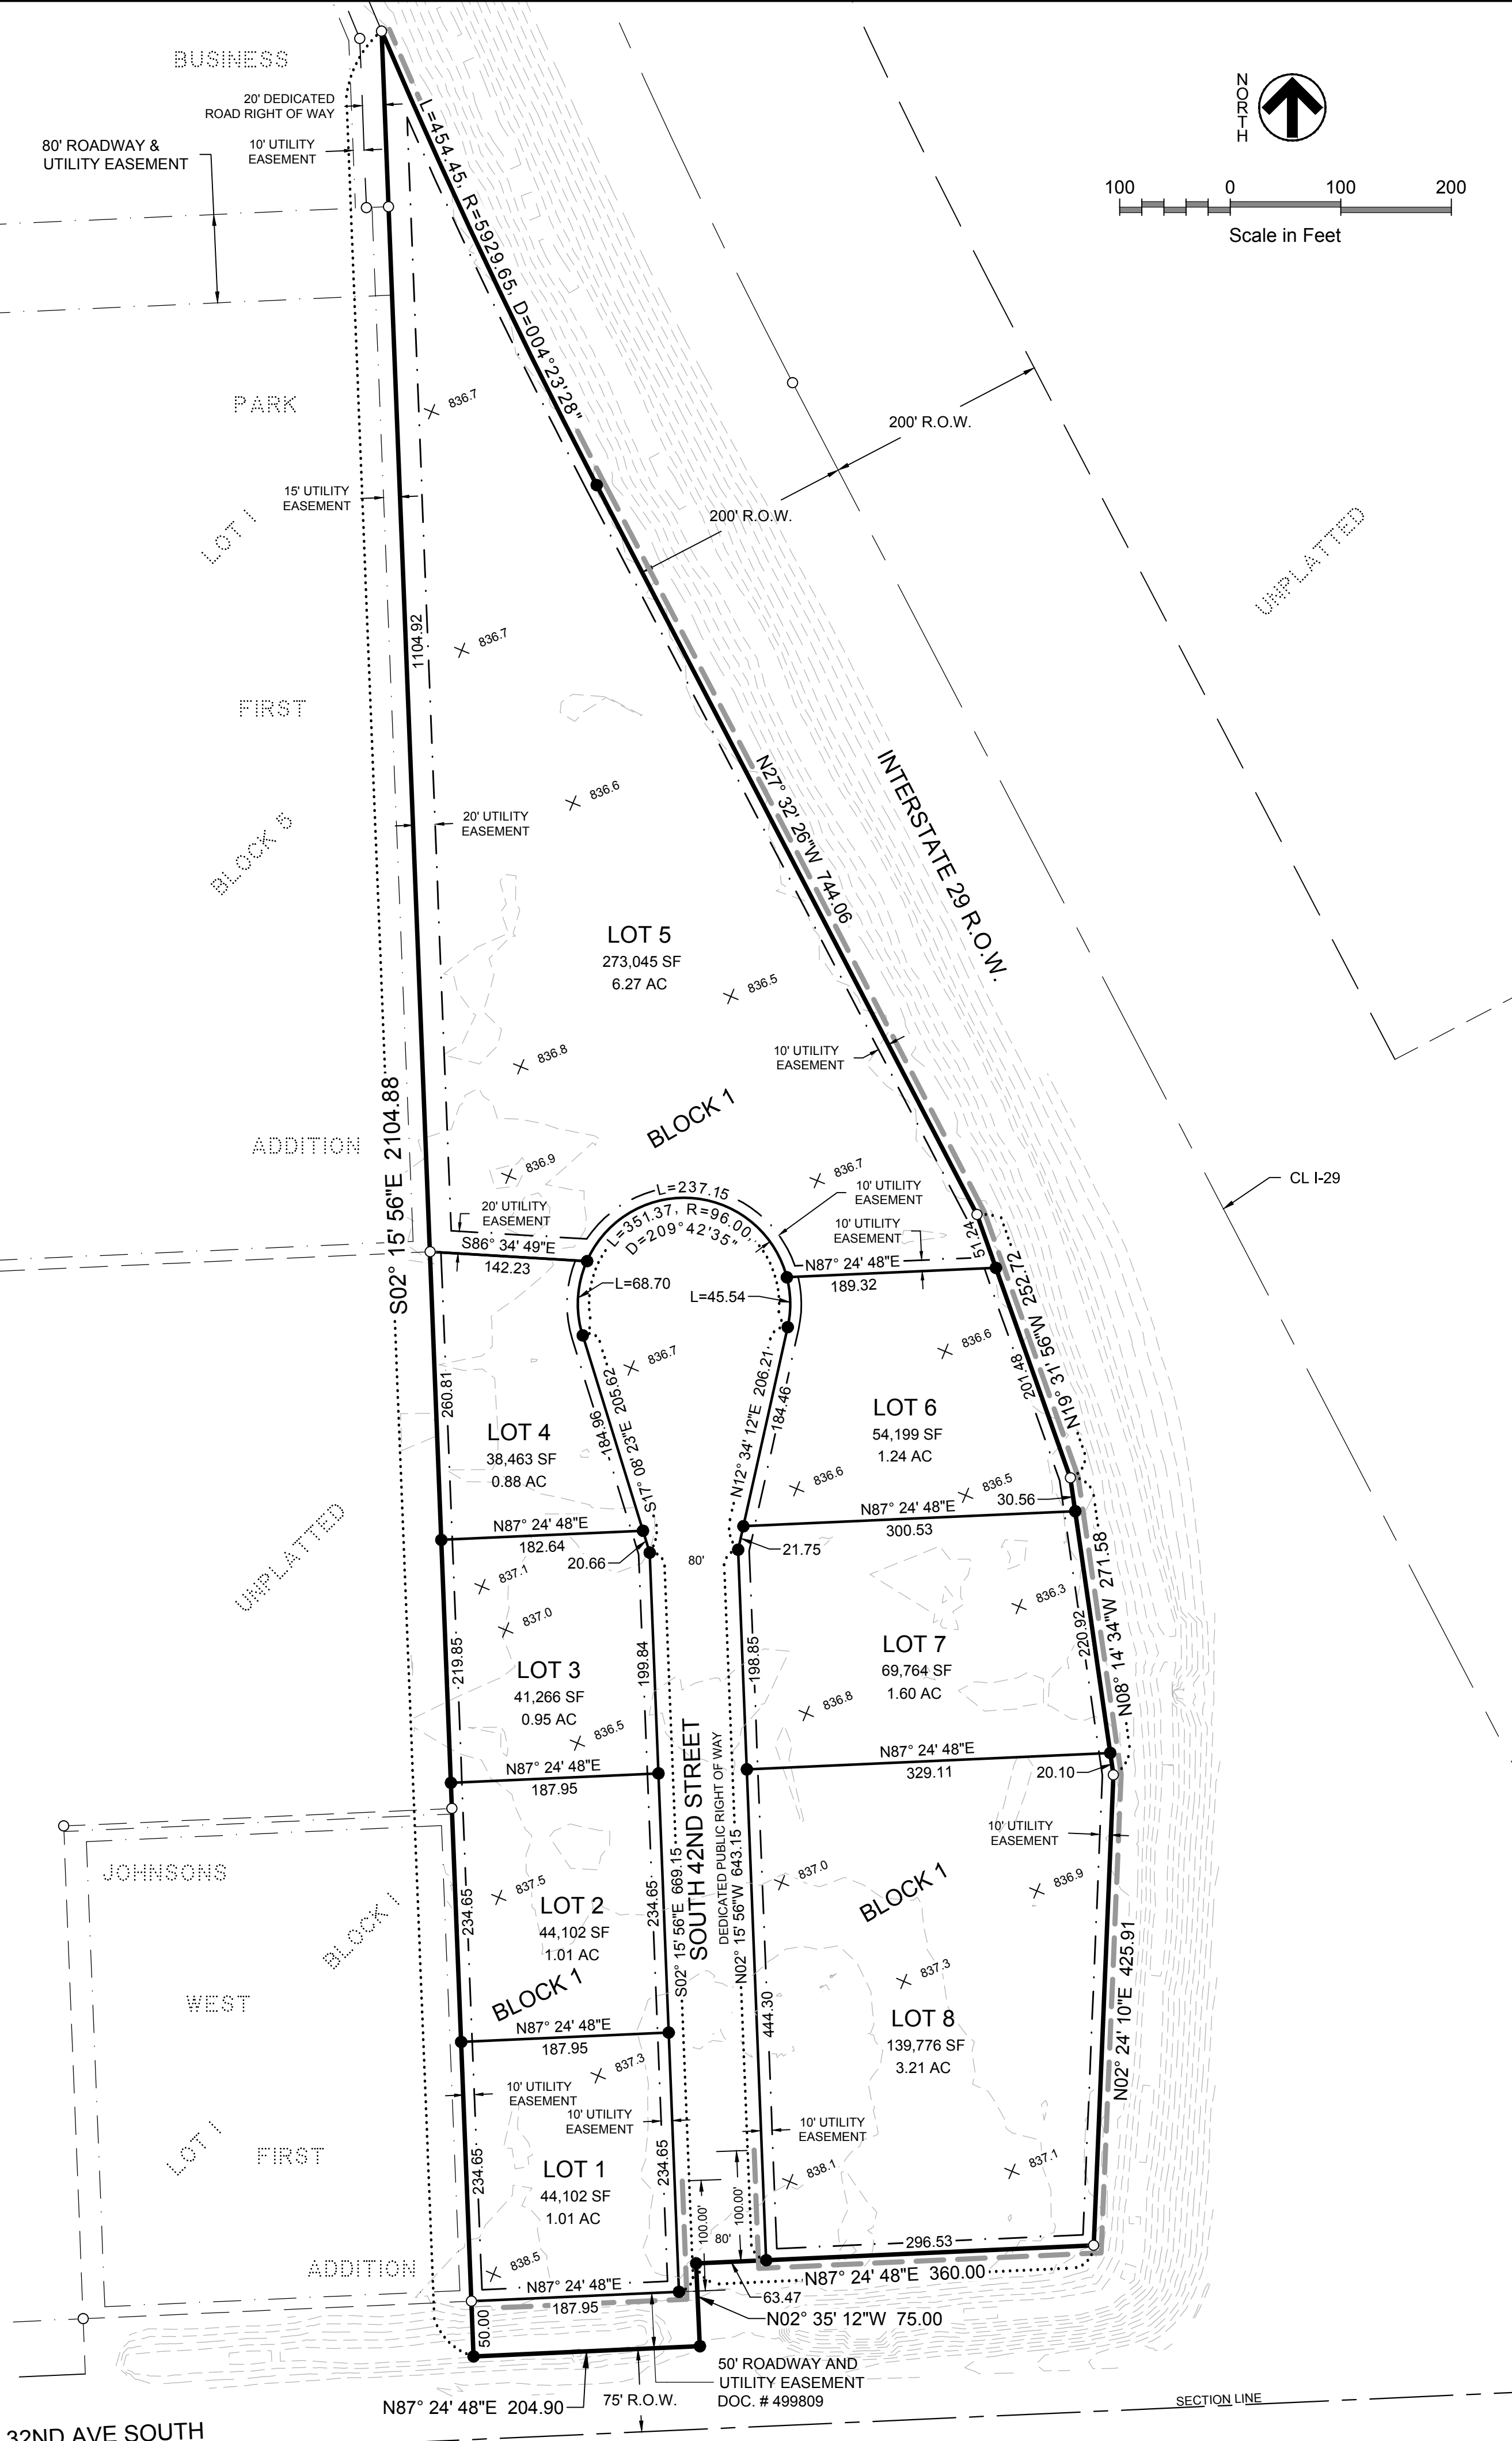 BUSINESS
20' DEDICATED
ROAD RIGHT OF WAY
80' ROADWAY &
UTILITY EASEMENT
10' UTILITY
EASEMENT
NORTH
100 0 100 200
Scale in Feet
L=454.45, R=5929.65, D=004°23'28"
PARK
836.7
200' R.O.W.
200' R.O.W.
15' UTILITY
EASEMENT
LOT 1
UNPLATTED
1104.92
836.7
FIRST
836.6
N27° 32' 26"W 744.06
INTERSTATE 29 R.O.W.
20' UTILITY
EASEMENT
BLOCK 5
LOT 5
273,045 SF
6.27 AC
836.5
836.8
10' UTILITY
EASEMENT
BLOCK 1
ADDITION
S02° 15' 56"E 2104.88
836.9
836.7
CL I-29
L=237.15
L=351.37, R=96.00
D=209°42'35"
10' UTILITY
EASEMENT
20' UTILITY
EASEMENT
10' UTILITY
EASEMENT
51.24
S86° 34' 49"E
142.23
N87° 24' 48"E
189.32
N19° 31' 56"W 252.72
L=68.70
L=45.54
836.7
836.6
260.81
184.96
S17° 08' 23"E 205.62
N12° 34' 12"E 206.21
184.46
201.48
LOT 4
38,463 SF
0.88 AC
LOT 6
54,199 SF
1.24 AC
836.6
836.5
30.56
N87° 24' 48"E
182.64
N87° 24' 48"E
300.53
20.66
80'
21.75
UNPLATTED
837.1
837.0
836.3
N08° 14' 34"W 271.58
219.85
199.84
198.85
220.92
LOT 3
41,266 SF
0.95 AC
LOT 7
69,764 SF
1.60 AC
836.5
836.8
N87° 24' 48"E
187.95
N87° 24' 48"E
329.11
20.10
SOUTH 42ND STREET
DEDICATED PUBLIC RIGHT OF WAY
S02° 15' 56"E 669.15
N02° 15' 56"W 643.15
10' UTILITY
EASEMENT
JOHNSONS
BLOCK 1
837.5
837.0
836.9
234.65
234.65
LOT 2
44,102 SF
1.01 AC
BLOCK 1
BLOCK 1
WEST
N87° 24' 48"E
187.95
837.3
444.30
LOT 8
139,776 SF
3.21 AC
N02° 24' 10"E 425.91
837.3
10' UTILITY
EASEMENT
10' UTILITY
EASEMENT
10' UTILITY
EASEMENT
LOT 1
FIRST
234.65
234.65
LOT 1
44,102 SF
1.01 AC
838.1
837.1
100.00'
100.00'
80'
296.53
ADDITION
838.5
N87° 24' 48"E
187.95
N87° 24' 48"E 360.00
63.47
N02° 35' 12"W 75.00
50.00
50' ROADWAY AND
UTILITY EASEMENT
DOC. # 499809
N87° 24' 48"E 204.90
75' R.O.W.
SECTION LINE
32ND AVE SOUTH